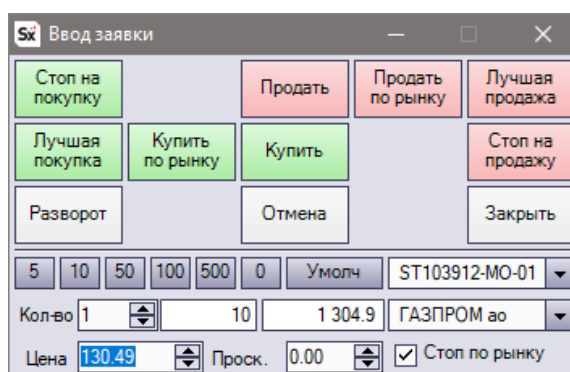 Sx Ввод заявки
Стоп на покупку
Продать
Продать по рынку
Лучшая продажа
Лучшая покупка
Купить по рынку
Купить
Стоп на продажу
Разворот
Отмена
Закрыть
5 10 50 100 500 0 Умолч ST103912-MO-01
Кол-во 1 10 1 304.9 ГАЗПРОМ ао
Цена 130.49 Проск. 0.00 Стоп по рынку